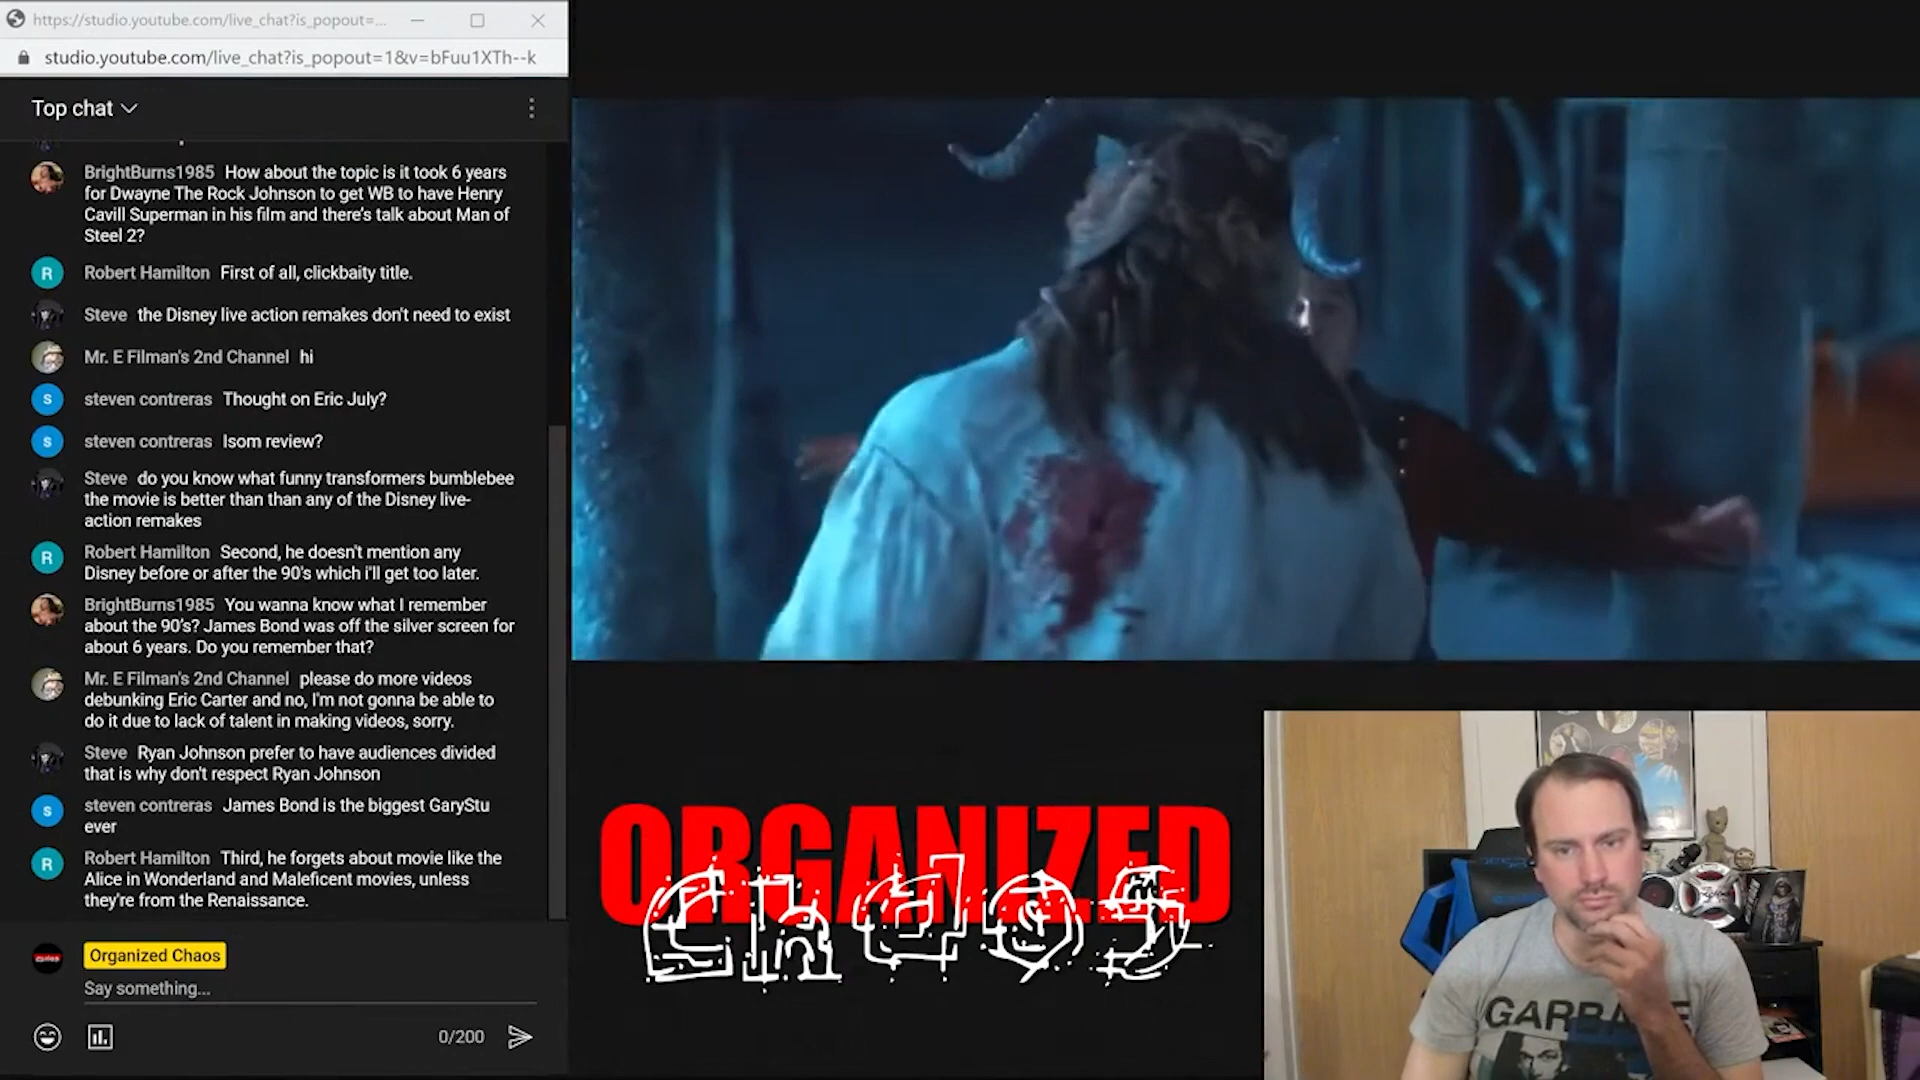 https://studio.youtube.com/live_chat?is_popout=...
studio.youtube.com/live_chat?is_popout=1&v=bFuu1XTh--k
Top chat
BrightBurns1985 How about the topic is it took 6 years
for Dwayne The Rock Johnson to get WB to have Henry
Cavill Superman in his film and there's talk about Man of
Steel 2?
R
Robert Hamilton First of all, clickbaity title.
Steve the Disney live action remakes don't need to exist
Mr. E Filman's 2nd Channel hi
S
steven contreras Thought on Eric July?
S
steven contreras Isom review?
Steve do you know what funny transformers bumblebee
the movie is better than than any of the Disney live-
action remakes
R
Robert Hamilton Second, he doesn't mention any
Disney before or after the 90's which i'll get too later.
BrightBurns1985 You wanna know what I remember
about the 90's? James Bond was off the silver screen for
about 6 years. Do you remember that?
Mr. E Filman's 2nd Channel please do more videos
debunking Eric Carter and no, I'm not gonna be able to
do it due to lack of talent in making videos, sorry.
Steve Ryan Johnson prefer to have audiences divided
that is why don't respect Ryan Johnson
S
steven contreras James Bond is the biggest GaryStu
ever
R
Robert Hamilton Third, he forgets about movie like the
Alice in Wonderland and Maleficent movies, unless
they're from the Renaissance.
Organized Chaos
Say something...
0/200
ORGANIZED
chaos